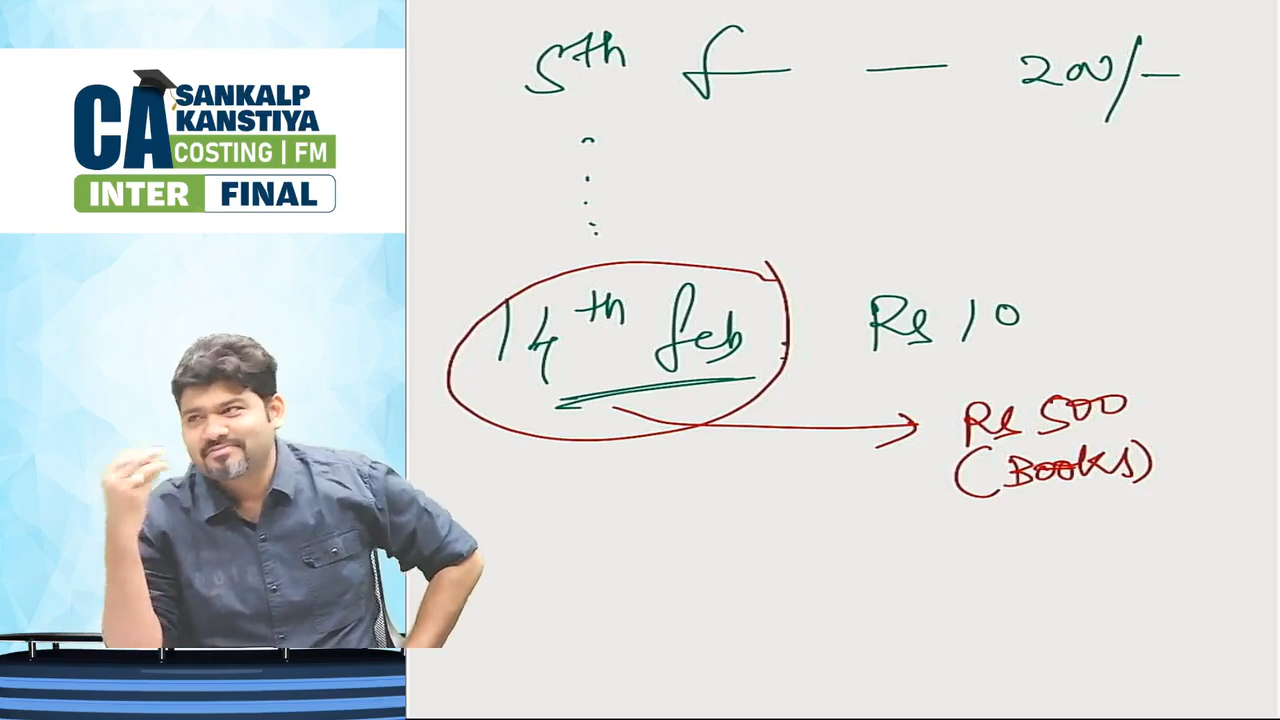 CA SANKALP
KANSTIYA
COSTING | FM
INTER FINAL
5th f — 200/-
14th feb Rs 10
Rs 500
(Books)